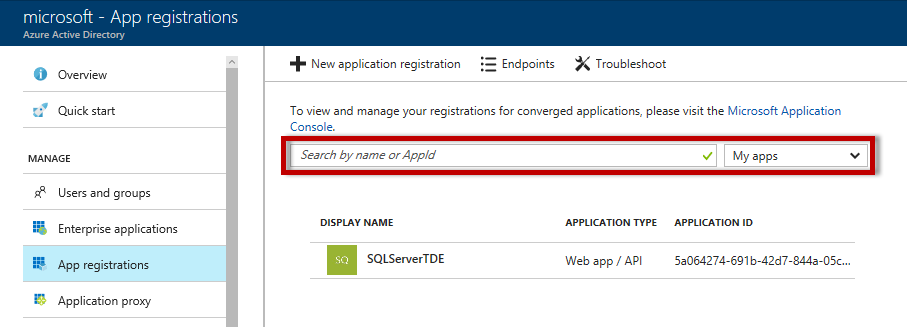 microsoft - App registrations
Azure Active Directory
Overview
Quick start
MANAGE
Users and groups
Enterprise applications
App registrations
Application proxy
New application registration
Endpoints
Troubleshoot
To view and manage your registrations for converged applications, please visit the Microsoft Application
Console.
Search by name or AppId
My apps
DISPLAY NAME APPLICATION TYPE APPLICATION ID
SQ SQLServerTDE Web app / API 5a064274-691b-42d7-844a-05c...